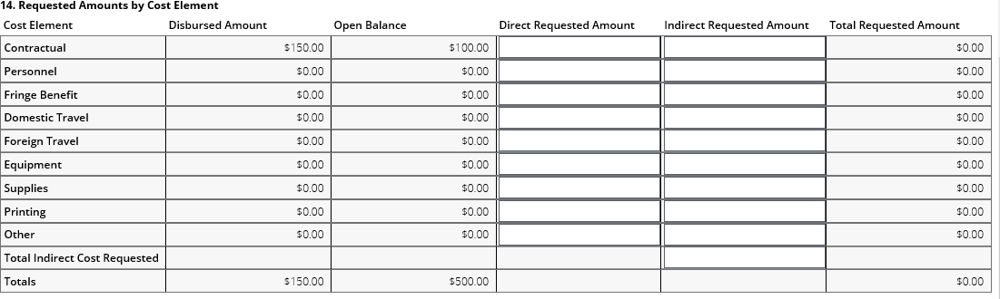 14. Requested Amounts by Cost Element
Cost Element Disbursed Amount Open Balance Direct Requested Amount Indirect Requested Amount Total Requested Amount
Contractual $150.00 $100.00 $0.00
Personnel $0.00 $0.00 $0.00
Fringe Benefit $0.00 $0.00 $0.00
Domestic Travel $0.00 $0.00 $0.00
Foreign Travel $0.00 $0.00 $0.00
Equipment $0.00 $0.00 $0.00
Supplies $0.00 $0.00 $0.00
Printing $0.00 $0.00 $0.00
Other $0.00 $0.00 $0.00
Total Indirect Cost Requested
Totals $150.00 $500.00 $0.00